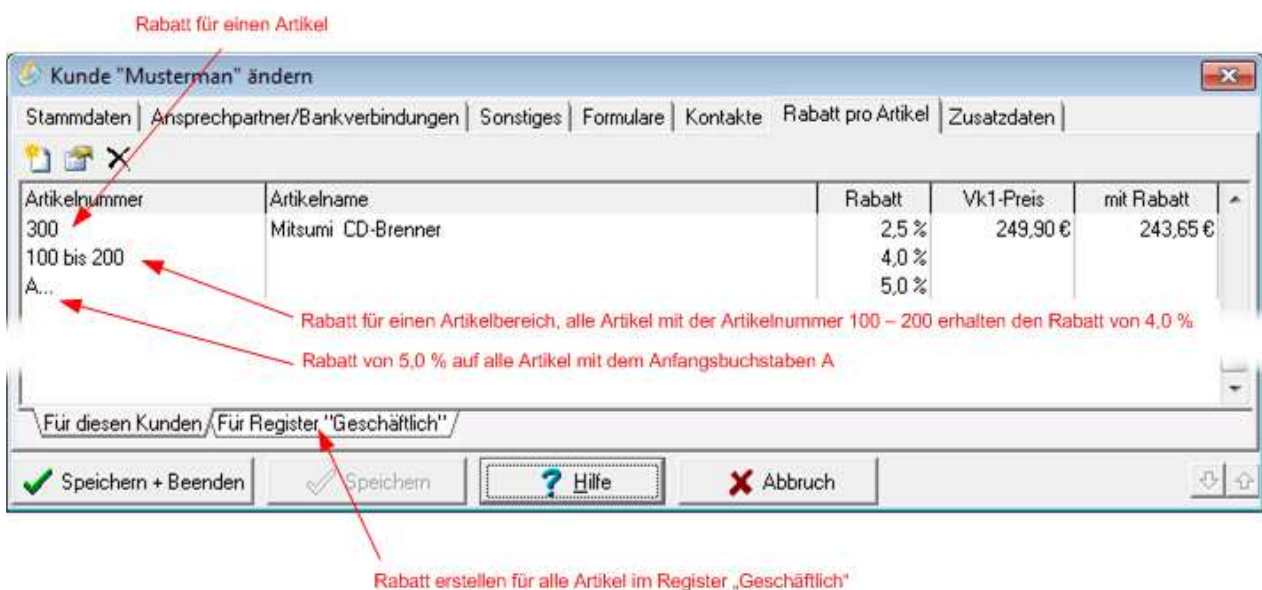 Rabatt für einen Artikel
Kunde "Musterman" ändern
Stammdaten Ansprechpartner/Bankverbindungen Sonstiges Formulare Kontakte Rabatt pro Artikel Zusatzdaten
Artikelnummer Artikelname Rabatt Vk1-Preis mit Rabatt
300 Mitsumi CD-Brenner 2,5 % 249,90 € 243,65 €
100 bis 200 4,0 %
A... 5,0 %
Rabatt für einen Artikelbereich, alle Artikel mit der Artikelnummer 100 – 200 erhalten den Rabatt von 4,0 %
Rabatt von 5,0 % auf alle Artikel mit dem Anfangsbuchstaben A
Für diesen Kunden Für Register "Geschäftlich"
Speichern + Beenden Speichern Hilfe Abbruch
Rabatt erstellen für alle Artikel im Register „Geschäftlich“